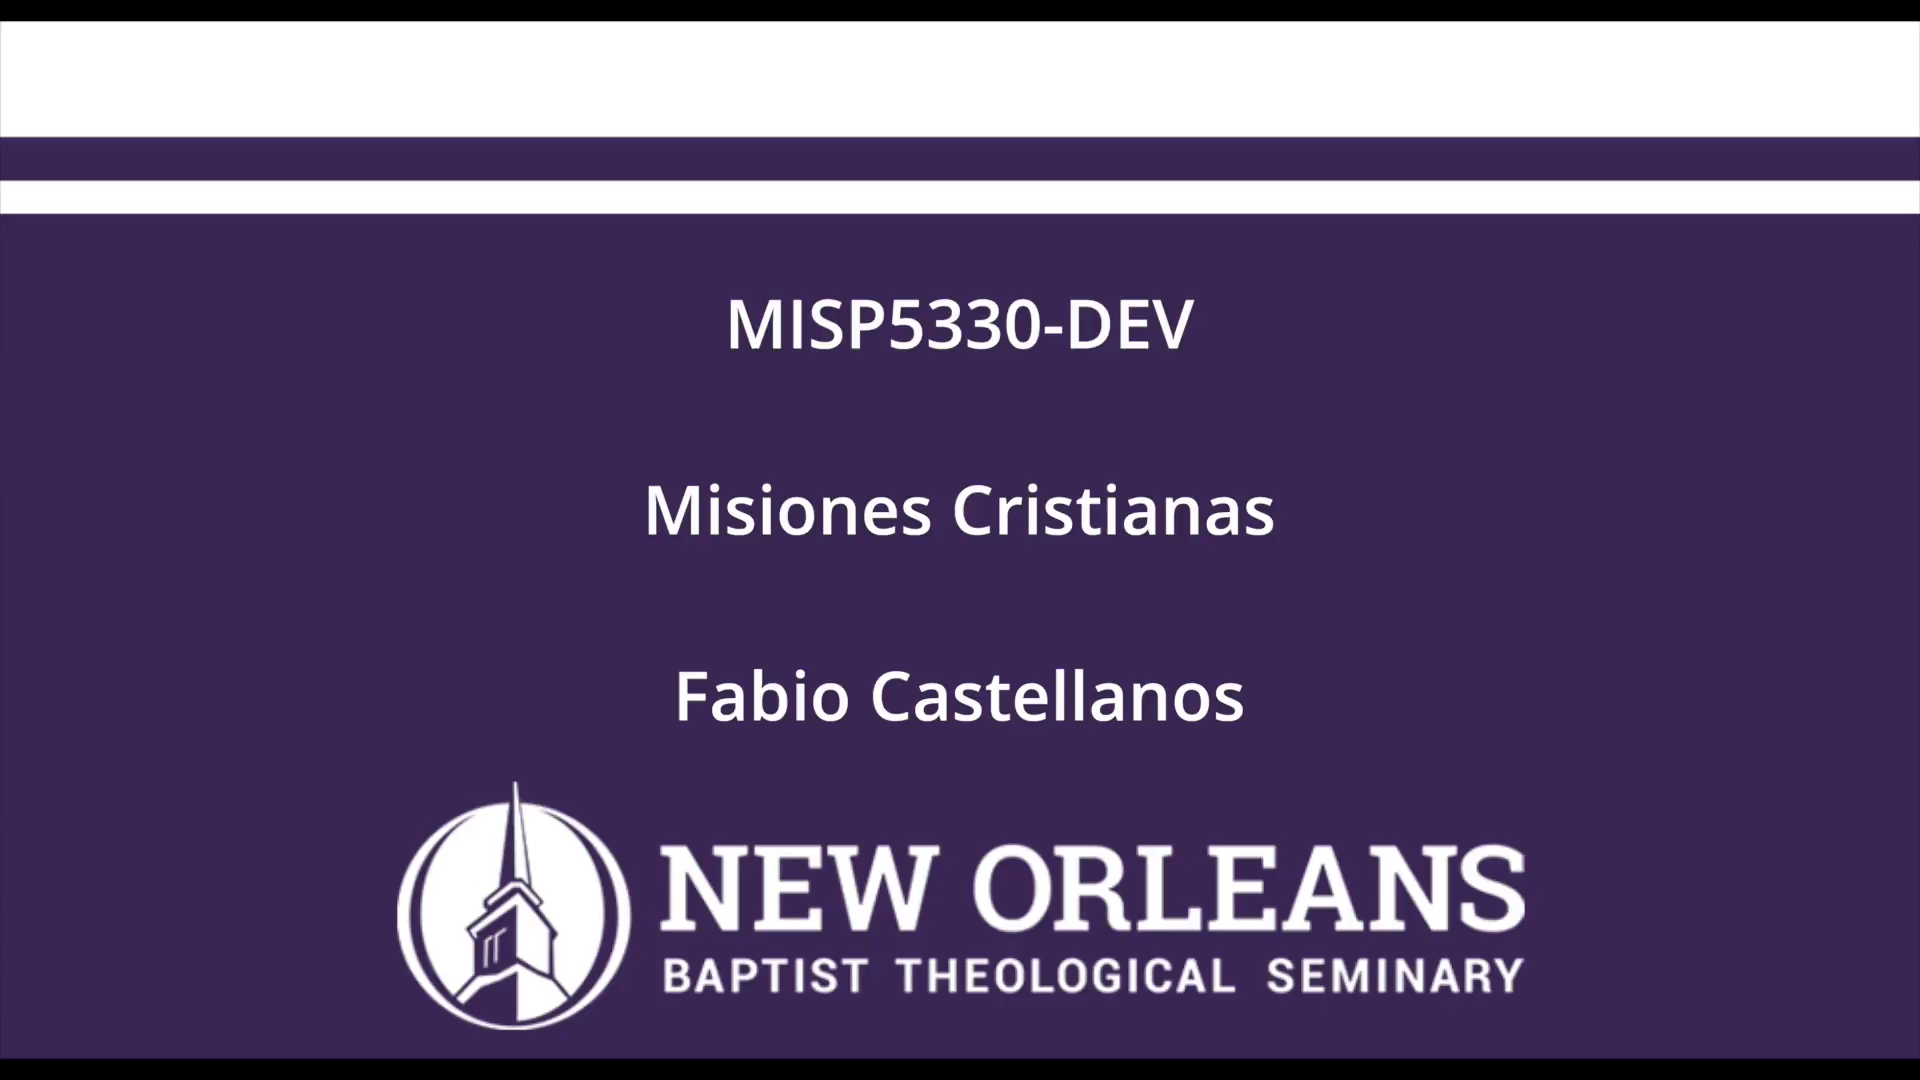 MISP5330-DEV
Misiones Cristianas
Fabio Castellanos
NEW ORLEANS
BAPTIST THEOLOGICAL SEMINARY